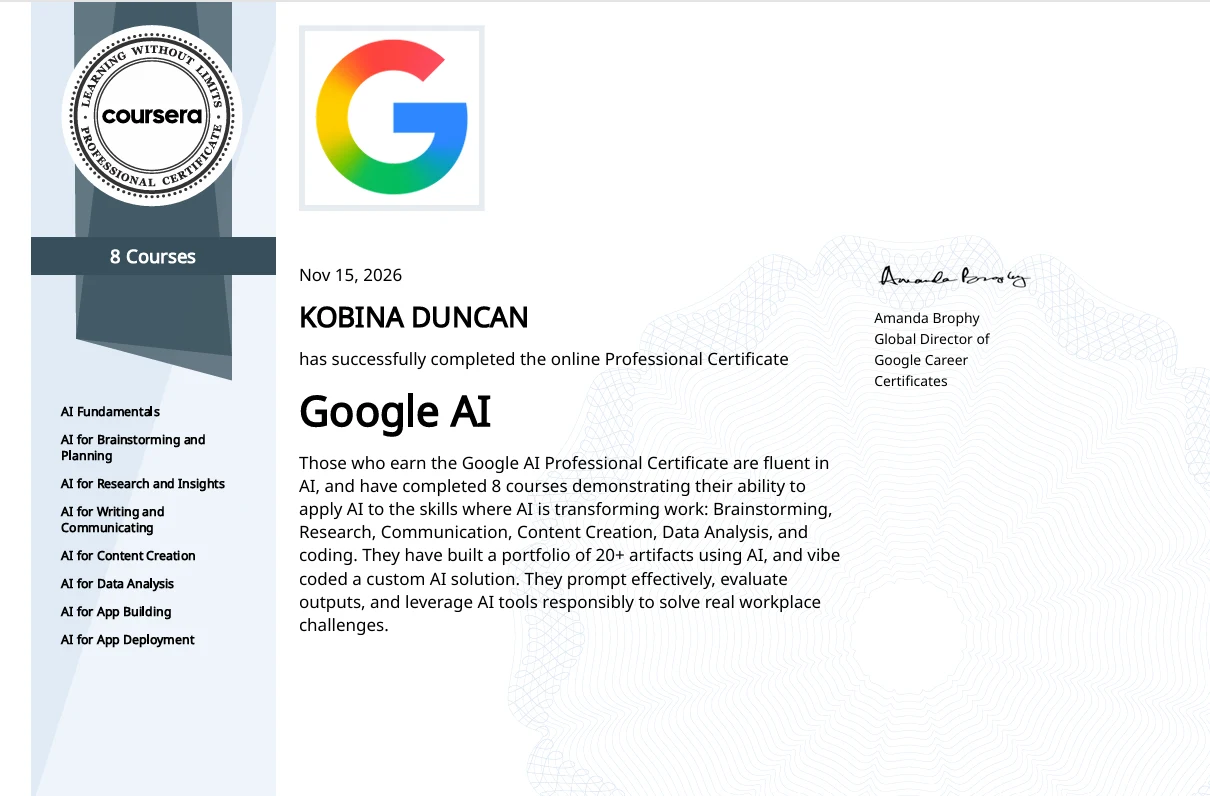 LEARNING WITHOUT LIMITS
coursera
PROFESSIONAL CERTIFICATE
8 Courses
AI Fundamentals
AI for Brainstorming and
Planning
AI for Research and Insights
AI for Writing and
Communicating
AI for Content Creation
AI for Data Analysis
AI for App Building
AI for App Deployment
G
Nov 15, 2026
KOBINA DUNCAN
has successfully completed the online Professional Certificate
Google AI
Those who earn the Google AI Professional Certificate are fluent in
AI, and have completed 8 courses demonstrating their ability to
apply AI to the skills where AI is transforming work: Brainstorming,
Research, Communication, Content Creation, Data Analysis, and
coding. They have built a portfolio of 20+ artifacts using AI, and vibe
coded a custom AI solution. They prompt effectively, evaluate
outputs, and leverage AI tools responsibly to solve real workplace
challenges.
Amanda Brophy
Amanda Brophy
Global Director of
Google Career
Certificates